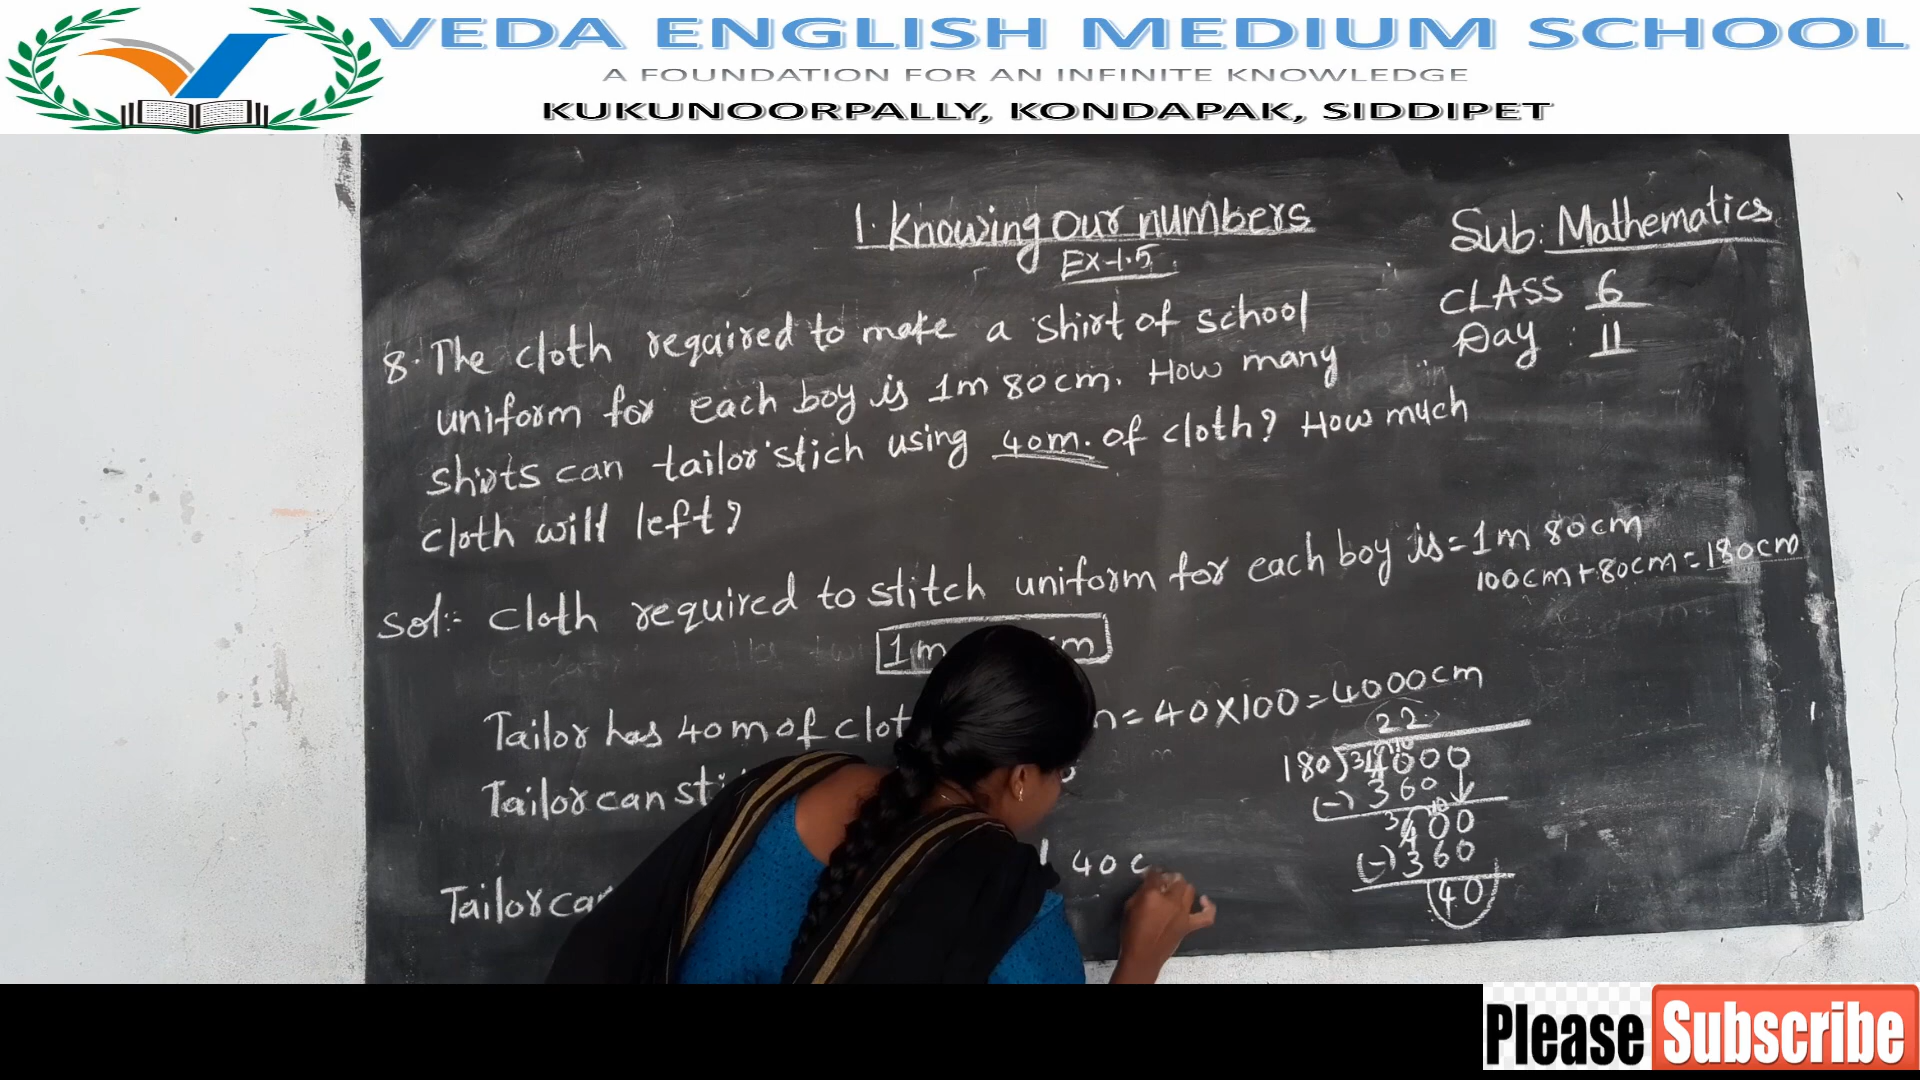 VEDA ENGLISH MEDIUM SCHOOL
A FOUNDATION FOR AN INFINITE KNOWLEDGE
KUKUNOORPALLY, KONDAPAK, SIDDIPET
1. Knowing our numbers
Ex-1.5
Sub: Mathematics
CLASS 6
Day : 11
8. The cloth required to make a shirt of school
uniform for each boy is 1m 80cm. How many
shirts can tailor stich using 40m. of cloth? How much
cloth will left?
Sol:- Cloth required to stitch uniform for each boy is = 1m 80cm
100cm + 80cm = 180cm
1m m
Tailor has 40m of clot = 40×100 = 4000cm
Tailor can sti
Tailor ca 40 c
22
180) 4000
(-) 360
400
(-) 360
40
Please Subscribe